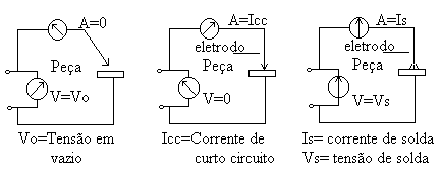 A=0
Peça
V=Vo
Vo=Tensão em
vazio
A=Icc
eletrodo
Peça
V=0
Icc=Corrente de
curto circuito
A=Is
eletrodo
Peça
V=Vs
Is= corrente de solda
Vs= tensão de solda